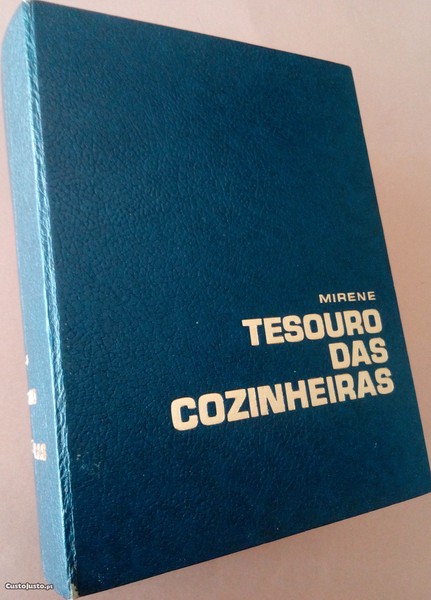 MIRENE
TESOURO
DAS
COZINHEIRAS
CustoJusto.pt